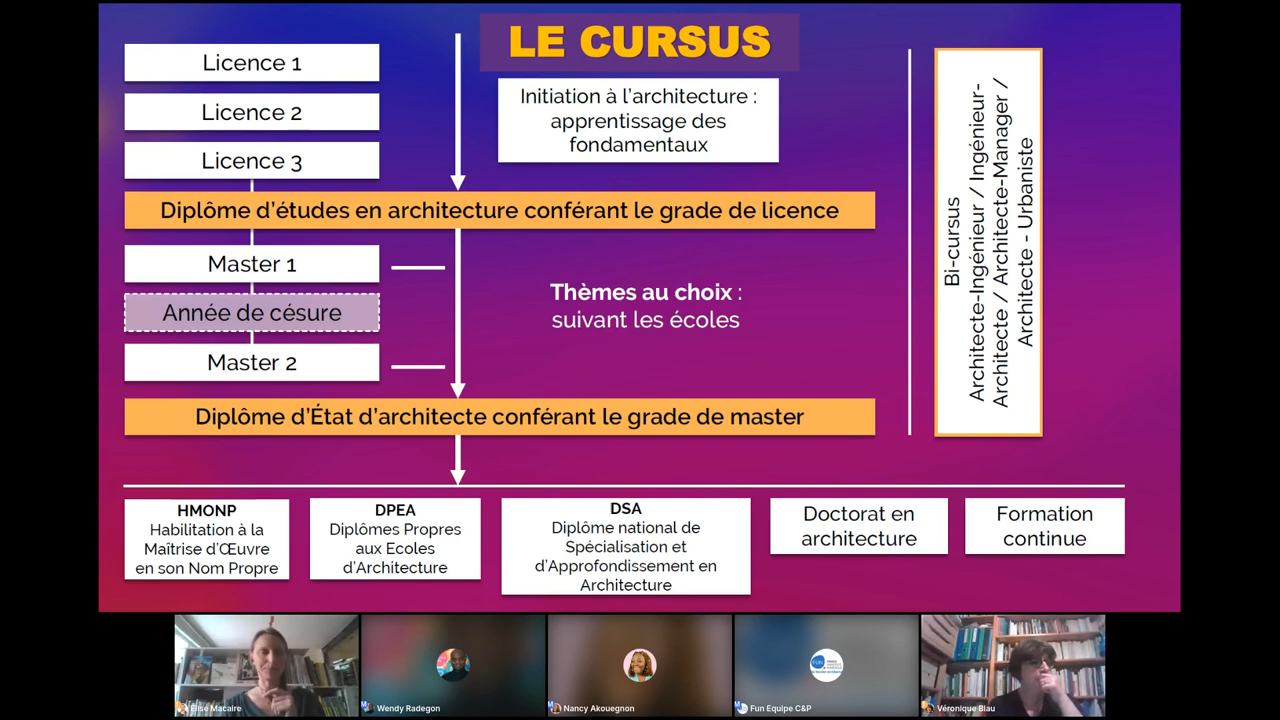 LE CURSUS
Licence 1
Licence 2
Licence 3
Initiation à l'architecture :
apprentissage des
fondamentaux
Diplôme d'études en architecture conférant le grade de licence
Master 1
Année de césure
Master 2
Thèmes au choix :
suivant les écoles
Diplôme d'État d'architecte conférant le grade de master
Bi-cursus
Architecte-Ingénieur / Ingénieur-
Architecte / Architecte-Manager /
Architecte - Urbaniste
HMONP
Habilitation à la
Maîtrise d'Œuvre
en son Nom Propre
DPEA
Diplômes Propres
aux Ecoles
d'Architecture
DSA
Diplôme national de
Spécialisation et
d'Approfondissement en
Architecture
Doctorat en
architecture
Formation
continue
Elise Macaire
Wendy Radegon
Nancy Akouegnon
FUN
Fun Equipe C&P
Véronique Biau